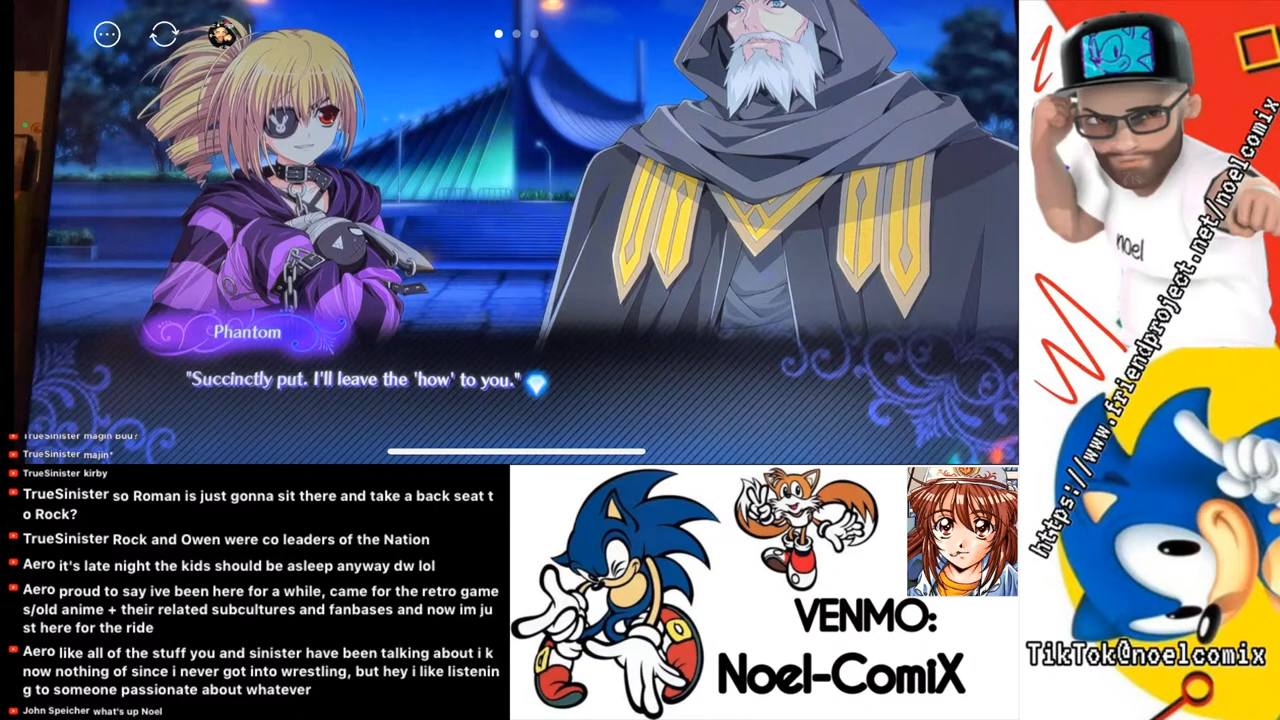 Phantom
"Succinctly put. I'll leave the 'how' to you."
TrueSinister magin Buu?
TrueSinister majin*
TrueSinister kirby
TrueSinister so Roman is just gonna sit there and take a back seat t
o Rock?
TrueSinister Rock and Owen were co leaders of the Nation
Aero it's late night the kids should be asleep anyway dw lol
Aero proud to say ive been here for a while, came for the retro game
s/old anime + their related subcultures and fanbases and now im ju
st here for the ride
Aero like all of the stuff you and sinister have been talking about i k
now nothing of since i never got into wrestling, but hey i like listenin
g to someone passionate about whatever
John Speicher what's up Noel
VENMO:
Noel-ComiX
noel
https://www.friendproject.net/noelcomix
TikTok@noelcomix